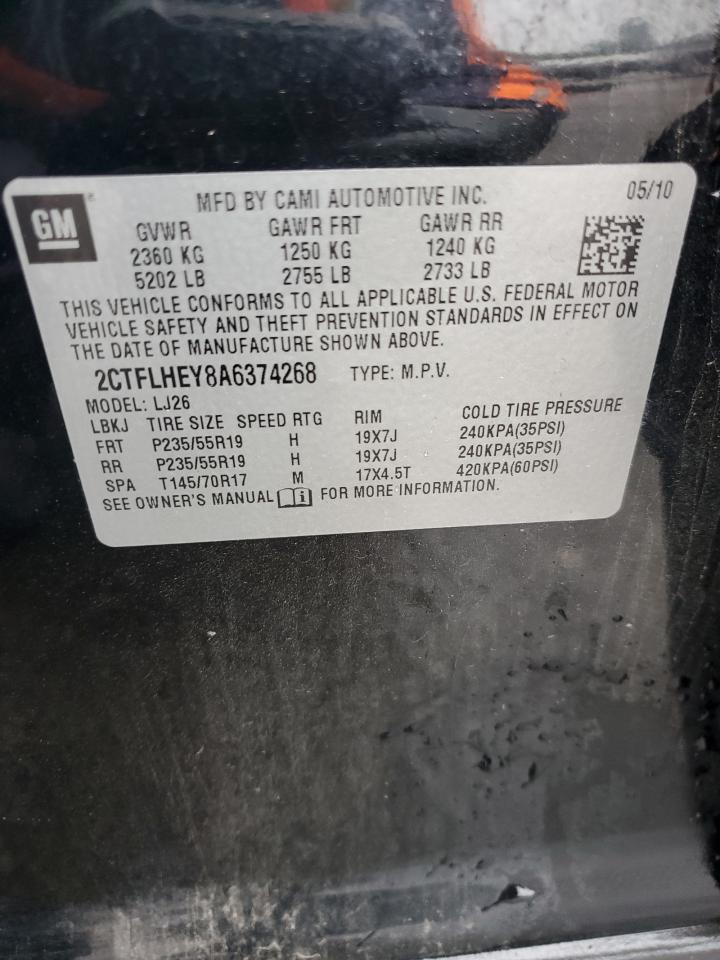 GM
MFD BY CAMI AUTOMOTIVE INC. 05/10
GVWR GAWR FRT GAWR RR
2360 KG 1250 KG 1240 KG
5202 LB 2755 LB 2733 LB
THIS VEHICLE CONFORMS TO ALL APPLICABLE U.S. FEDERAL MOTOR
VEHICLE SAFETY AND THEFT PREVENTION STANDARDS IN EFFECT ON
THE DATE OF MANUFACTURE SHOWN ABOVE.
2CTFLHEY8A6374268 TYPE: M.P.V.
MODEL: LJ26
LBKJ TIRE SIZE SPEED RTG RIM COLD TIRE PRESSURE
FRT P235/55R19 H 19X7J 240KPA(35PSI)
RR P235/55R19 H 19X7J 240KPA(35PSI)
SPA T145/70R17 M 17X4.5T 420KPA(60PSI)
SEE OWNER'S MANUAL i FOR MORE INFORMATION.